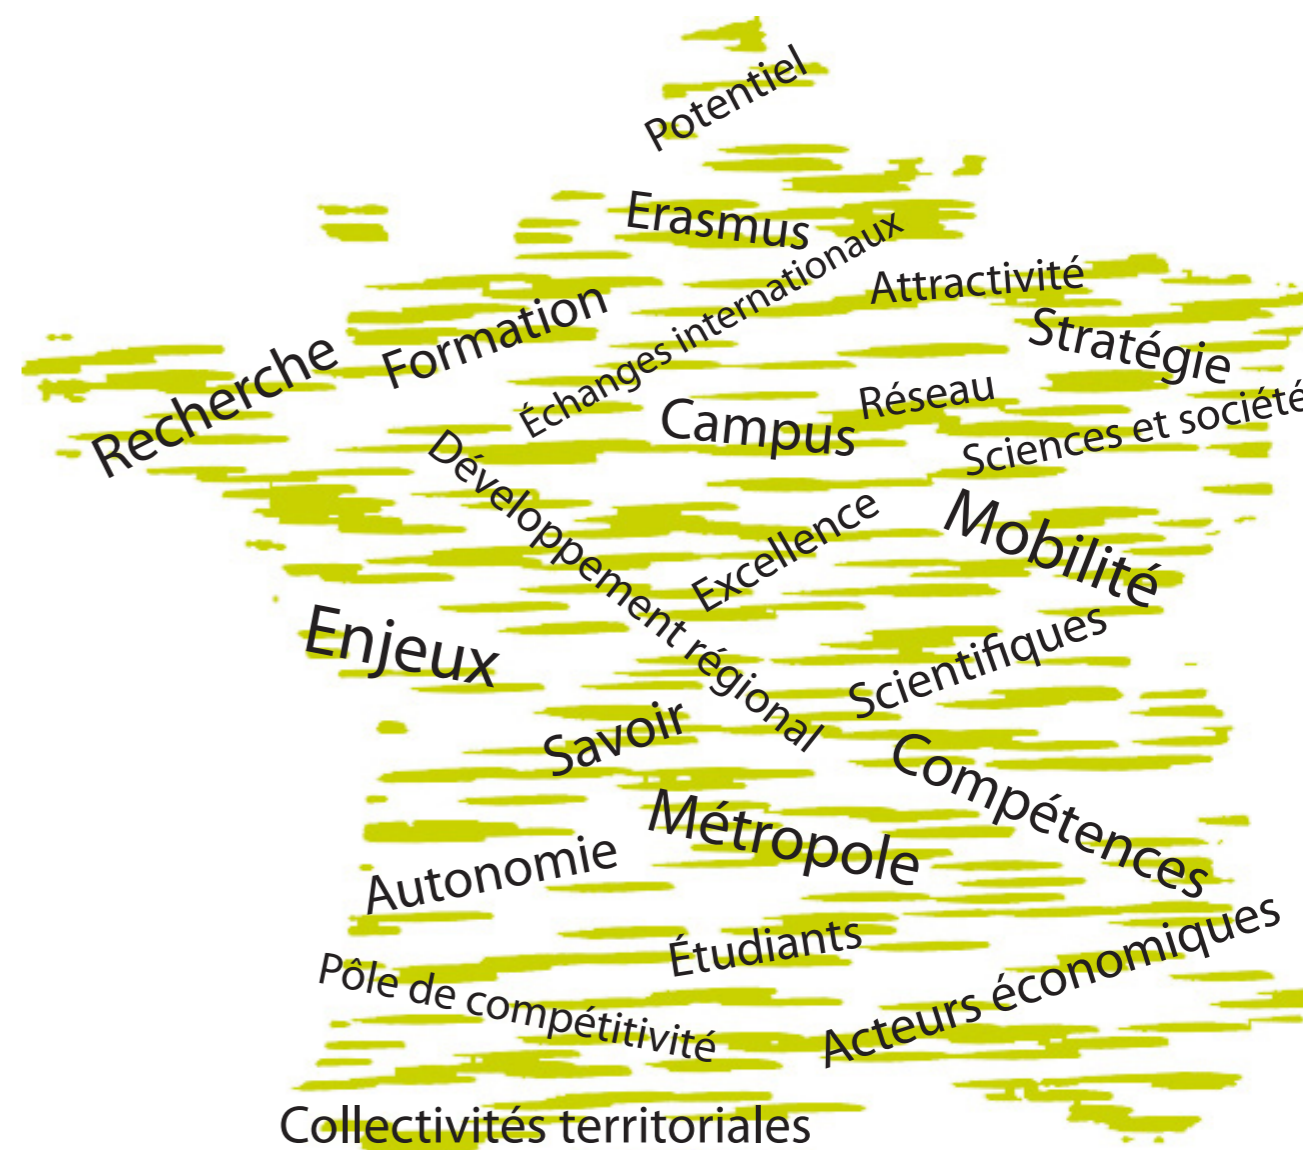 Potentiel
Erasmus
Échanges internationaux
Attractivité
Formation
Recherche
Stratégie
Réseau
Campus
Sciences et société
Développement régional
Excellence
Mobilité
Enjeux
Scientifiques
Savoir
Compétences
Métropole
Autonomie
Étudiants
Acteurs économiques
Pôle de compétitivité
Collectivités territoriales